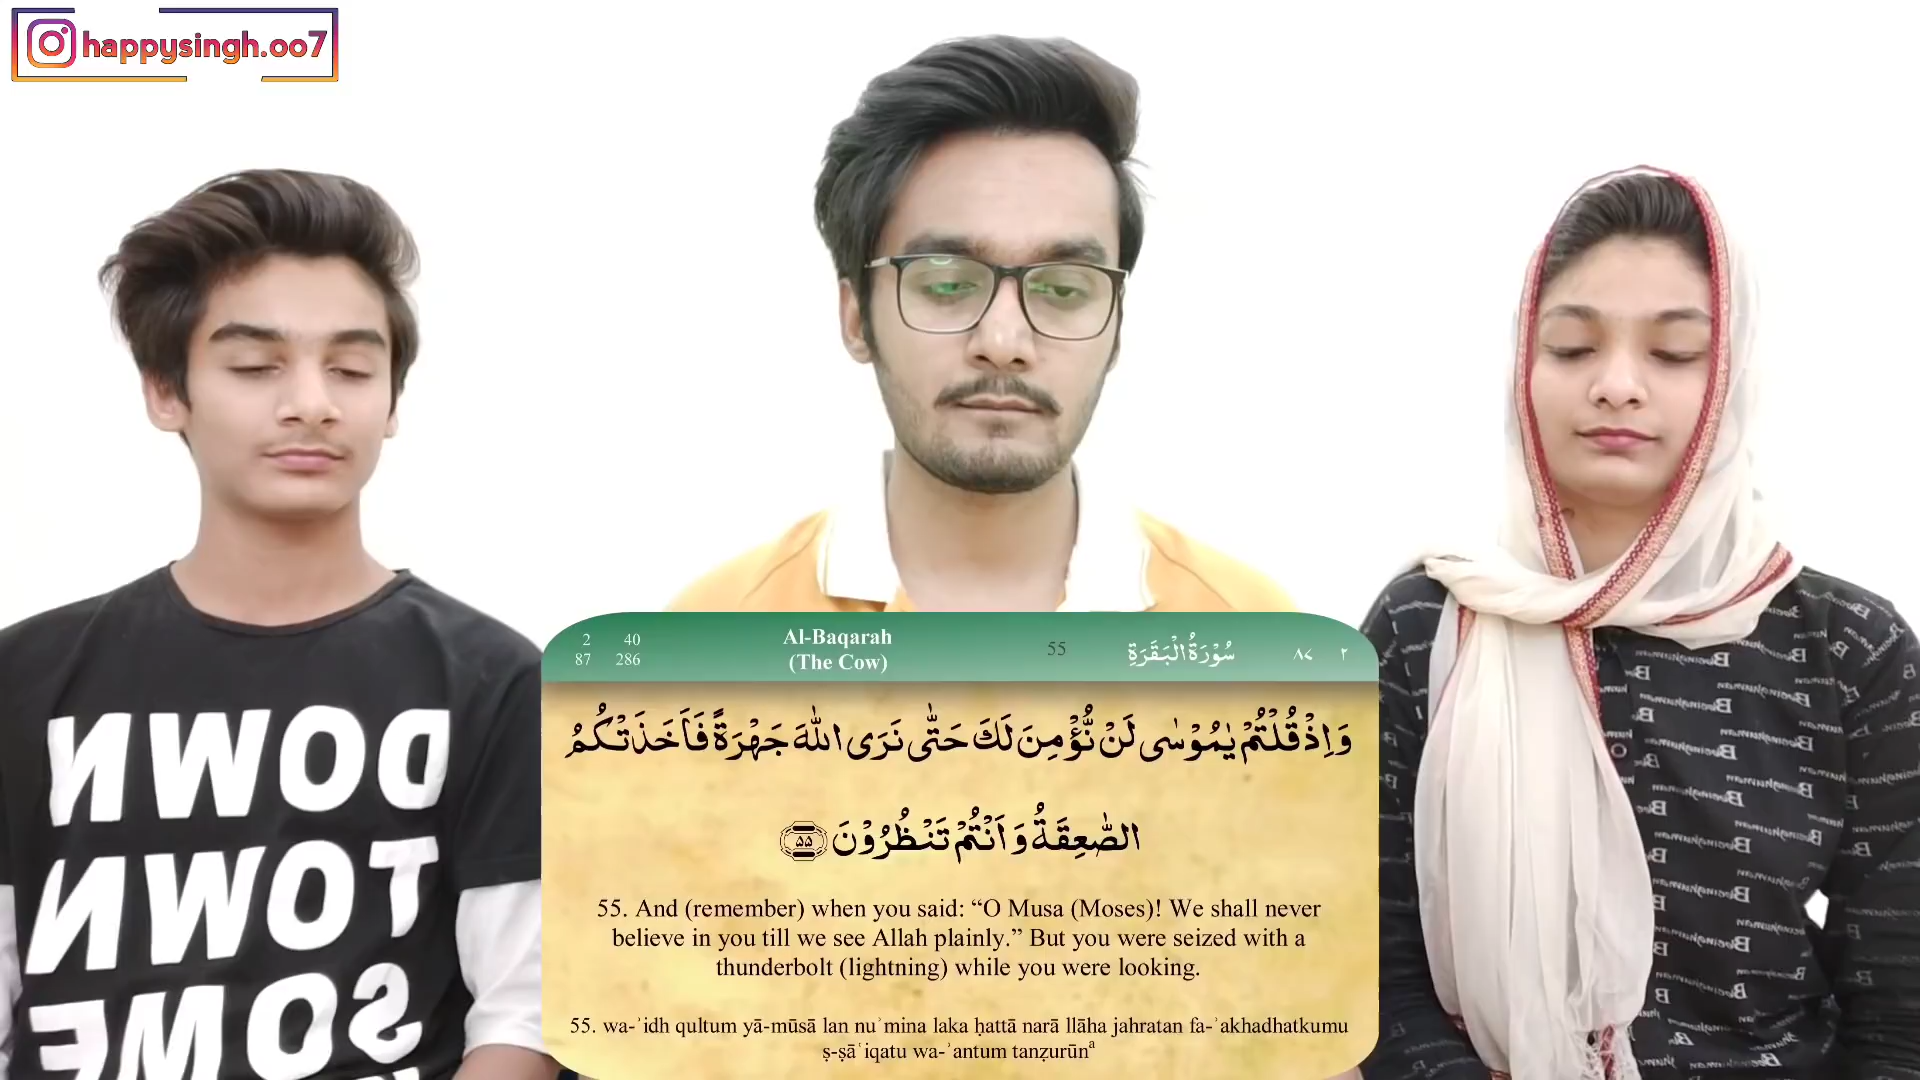 happysingh.007
2 40
87 286
Al-Baqarah
(The Cow)
55
سُوْرَةُ الْبَقَرَةِ
٨٧ ٢
وَاِذْ قُلْتُمْ يٰمُوْسٰى لَنْ نُّؤْمِنَ لَكَ حَتّٰى نَرَى اللّٰهَ جَهْرَةً فَاَخَذَتْكُمُ
الصّٰعِقَةُ وَاَنْتُمْ تَنْظُرُوْنَ ۵۵
55. And (remember) when you said: “O Musa (Moses)! We shall never
believe in you till we see Allah plainly.” But you were seized with a
thunderbolt (lightning) while you were looking.
55. wa-ʾidh qultum yā-mūsā lan nuʾmina laka ḥattā narā llāha jahratan fa-ʾakhadhatkumu
ṣ-ṣāʿiqatu wa-ʾantum tanẓurūnᵃ
DOWN
TOWN
SOME